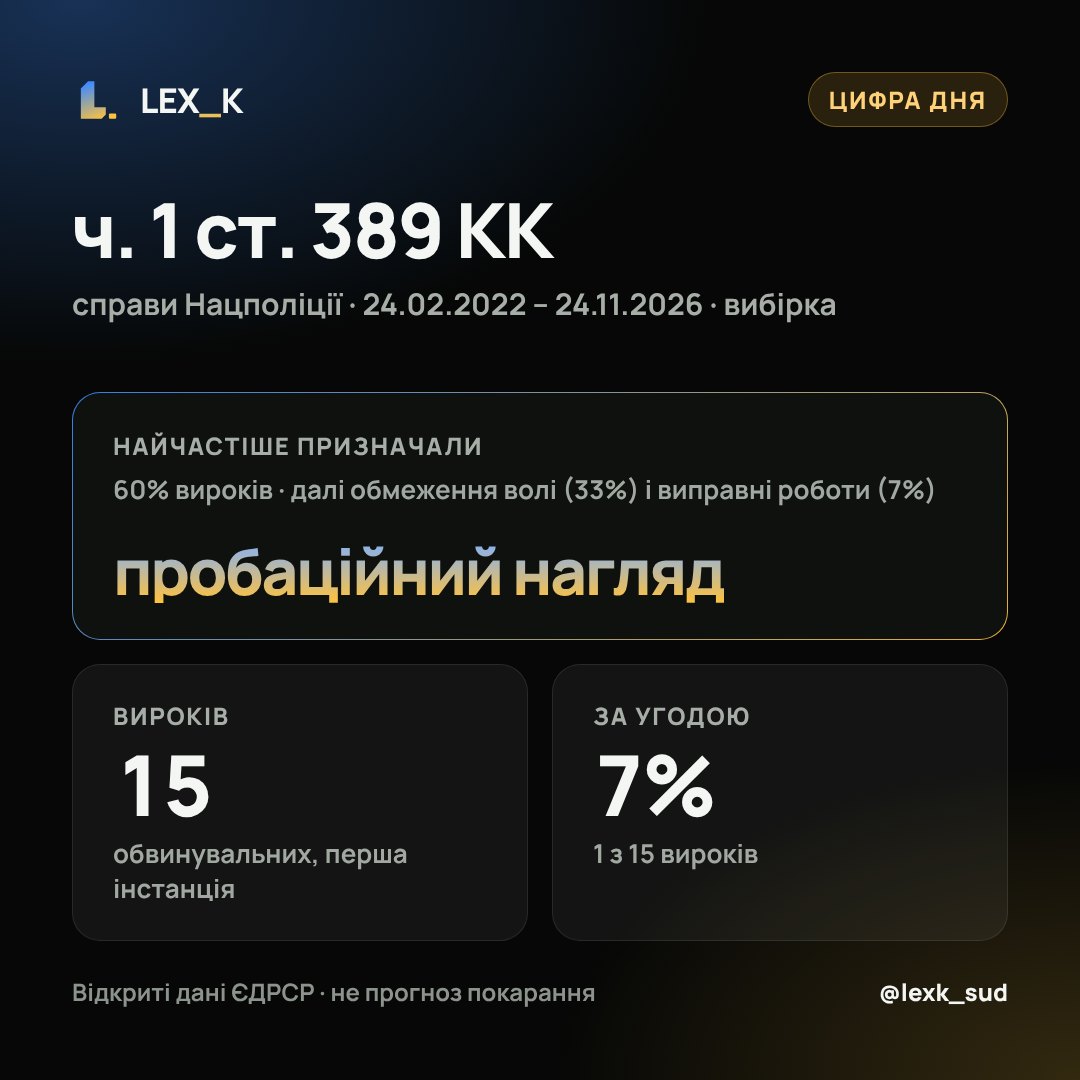 LEX_K
ЦИФРА ДНЯ
ч. 1 ст. 389 КК
справи Нацполіції · 24.02.2022 – 24.11.2026 · вибірка
НАЙЧАСТІШЕ ПРИЗНАЧАЛИ
60% вироків · далі обмеження волі (33%) і виправні роботи (7%)
пробаційний нагляд
ВИРОКІВ
15
обвинувальних, перша
інстанція
ЗА УГОДОЮ
7%
1 з 15 вироків
Відкриті дані ЄДРСР · не прогноз покарання
@lexk_sud